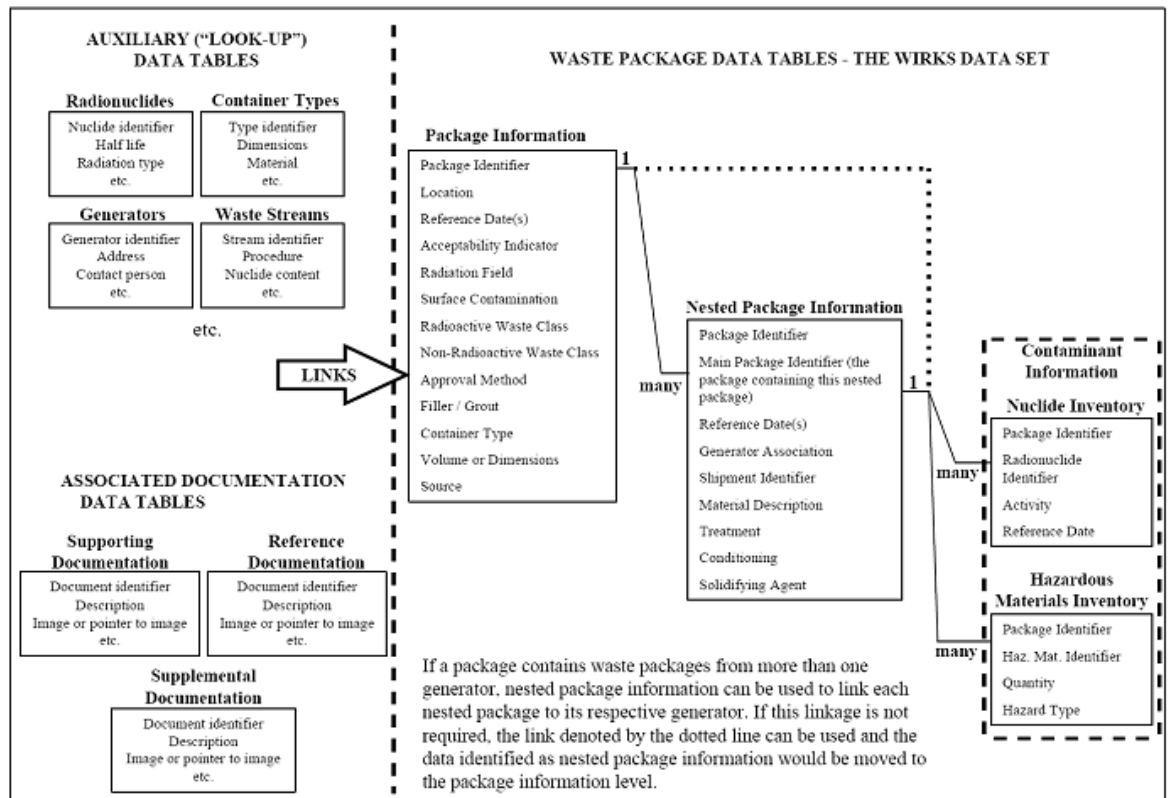 AUXILIARY (“LOOK-UP”)
DATA TABLES
Radionuclides
Nuclide identifier
Half life
Radiation type
etc.
Container Types
Type identifier
Dimensions
Material
etc.
Generators
Generator identifier
Address
Contact person
etc.
Waste Streams
Stream identifier
Procedure
Nuclide content
etc.
etc.
LINKS
ASSOCIATED DOCUMENTATION
DATA TABLES
Supporting
Documentation
Document identifier
Description
Image or pointer to image
etc.
Reference
Documentation
Document identifier
Description
Image or pointer to image
etc.
Supplemental
Documentation
Document identifier
Description
Image or pointer to image
etc.
WASTE PACKAGE DATA TABLES - THE WIRKS DATA SET
Package Information
Package Identifier
Location
Reference Date(s)
Acceptability Indicator
Radiation Field
Surface Contamination
Radioactive Waste Class
Non-Radioactive Waste Class
Approval Method
Filler / Grout
Container Type
Volume or Dimensions
Source
1
many
Nested Package Information
Package Identifier
Main Package Identifier (the
package containing this nested
package)
Reference Date(s)
Generator Association
Shipment Identifier
Material Description
Treatment
Conditioning
Solidifying Agent
1
many
many
Contaminant
Information
Nuclide Inventory
Package Identifier
Radionuclide
Identifier
Activity
Reference Date
Hazardous
Materials Inventory
Package Identifier
Haz. Mat. Identifier
Quantity
Hazard Type
If a package contains waste packages from more than one
generator, nested package information can be used to link each
nested package to its respective generator. If this linkage is not
required, the link denoted by the dotted line can be used and the
data identified as nested package information would be moved to
the package information level.